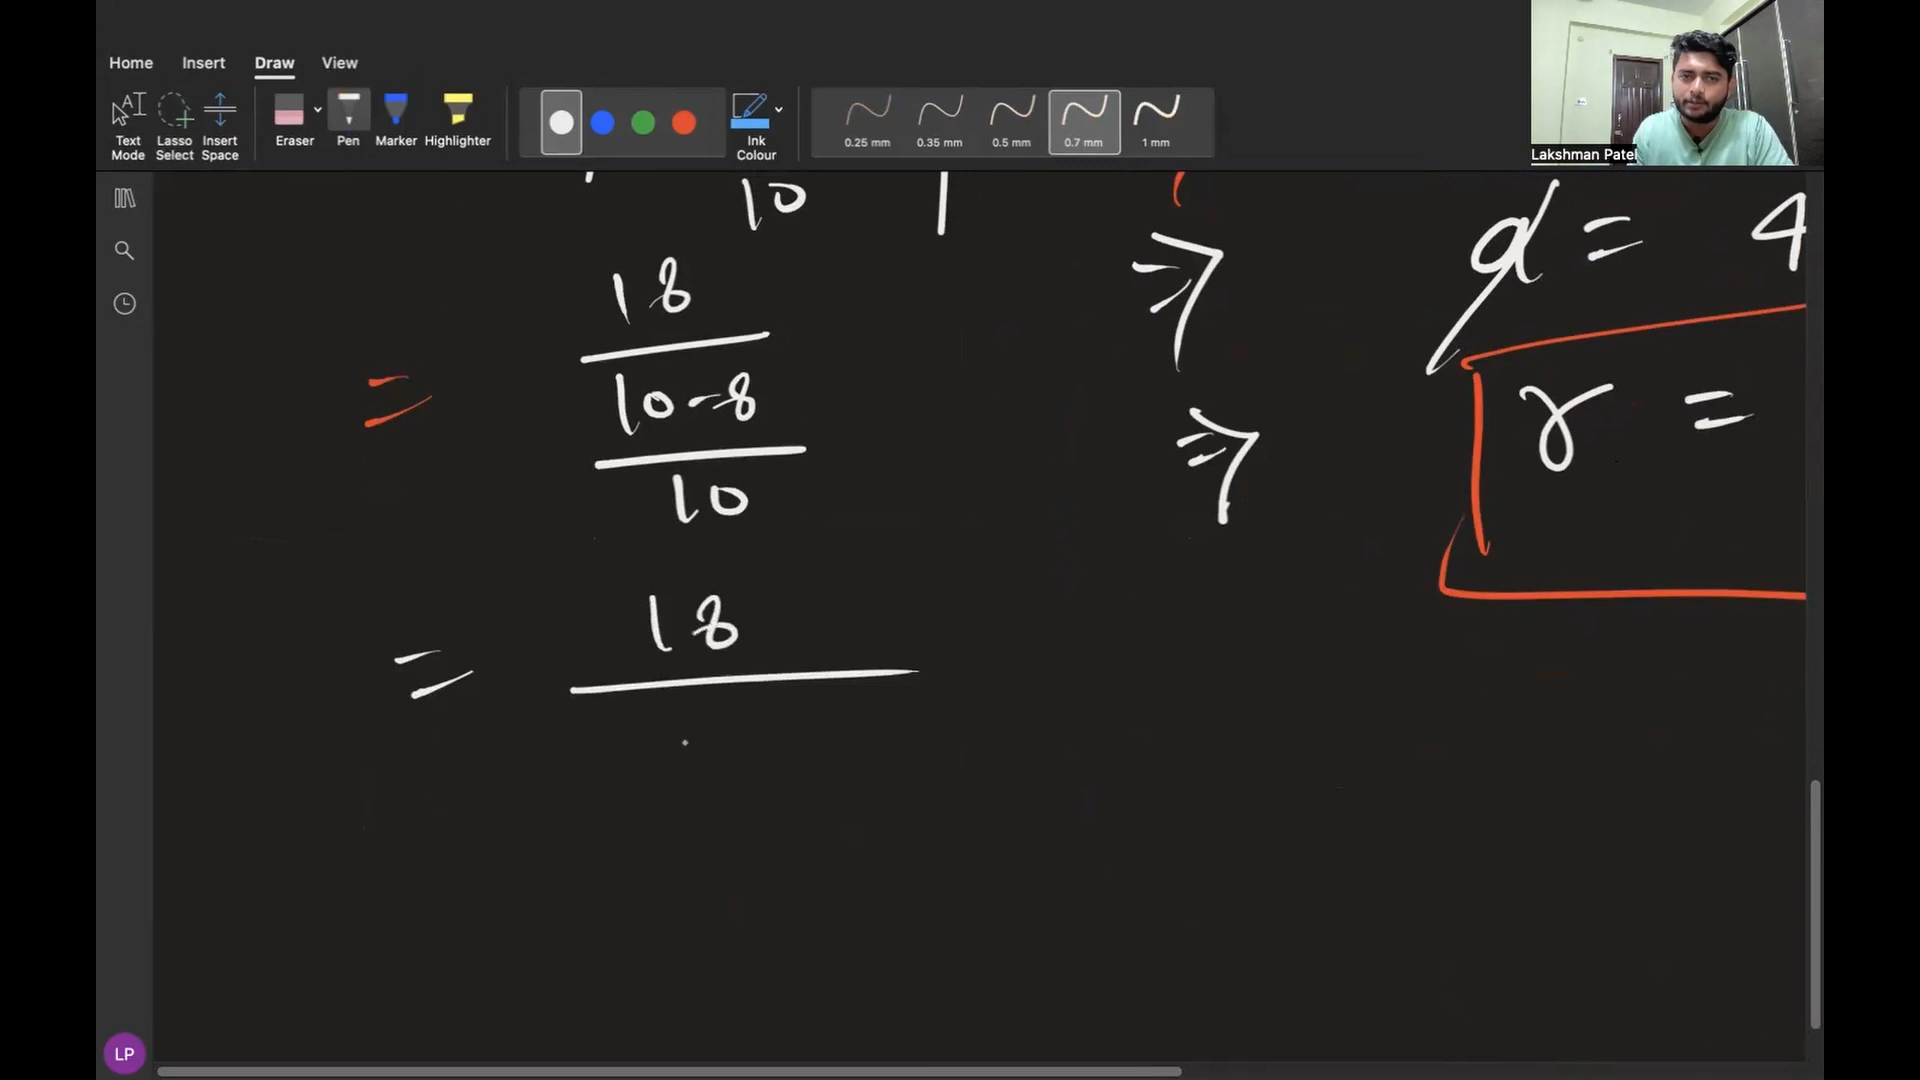 Home Insert Draw View
Text Mode Lasso Select Insert Space Eraser Pen Marker Highlighter Ink Colour 0.25 mm 0.35 mm 0.5 mm 0.7 mm 1 mm
Lakshman Patel
10
18
= 10-8
10
= 18
⇒ a = 4
⇒ r =
LP